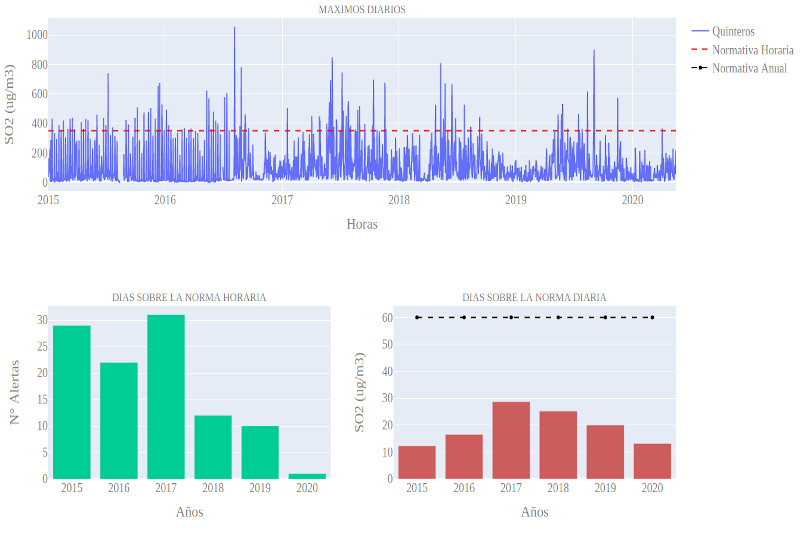 MAXIMOS DIARIOS
1000
800
600
400
200
0
SO2 (ug/m3)
2015 2016 2017 2018 2019 2020
Horas
Quinteros
Normativa Horaria
Normativa Anual
DIAS SOBRE LA NORMA HORARIA
30
25
20
15
10
5
0
N° Alertas
2015 2016 2017 2018 2019 2020
Años
DIAS SOBRE LA NORMA DIARIA
60
50
40
30
20
10
0
SO2 (ug/m3)
2015 2016 2017 2018 2019 2020
Años